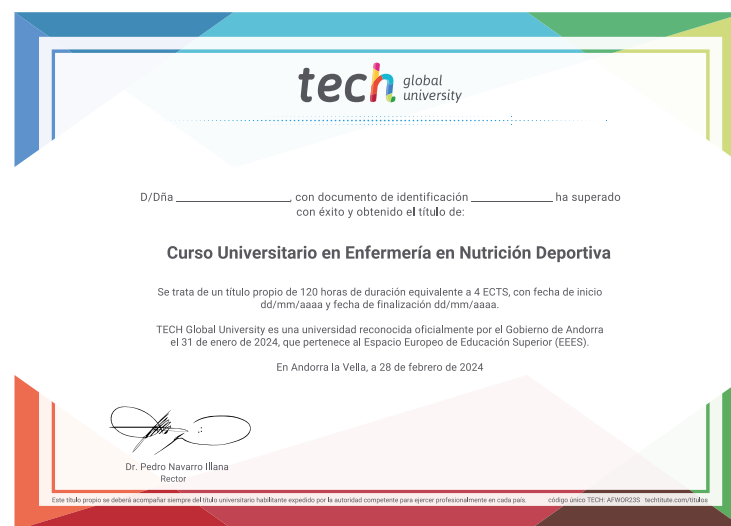 tech global university
D/Dña ____________________, con documento de identificación ______________ ha superado
con éxito y obtenido el título de:
Curso Universitario en Enfermería en Nutrición Deportiva
Se trata de un título propio de 120 horas de duración equivalente a 4 ECTS, con fecha de inicio
dd/mm/aaaa y fecha de finalización dd/mm/aaaa.
TECH Global University es una universidad reconocida oficialmente por el Gobierno de Andorra
el 31 de enero de 2024, que pertenece al Espacio Europeo de Educación Superior (EEES).
En Andorra la Vella, a 28 de febrero de 2024
Dr. Pedro Navarro Illana
Rector
Este título propio se deberá acompañar siempre del título universitario habilitante expedido por la autoridad competente para ejercer profesionalmente en cada país. código único TECH: AFWOR23S techtitute.com/titulos